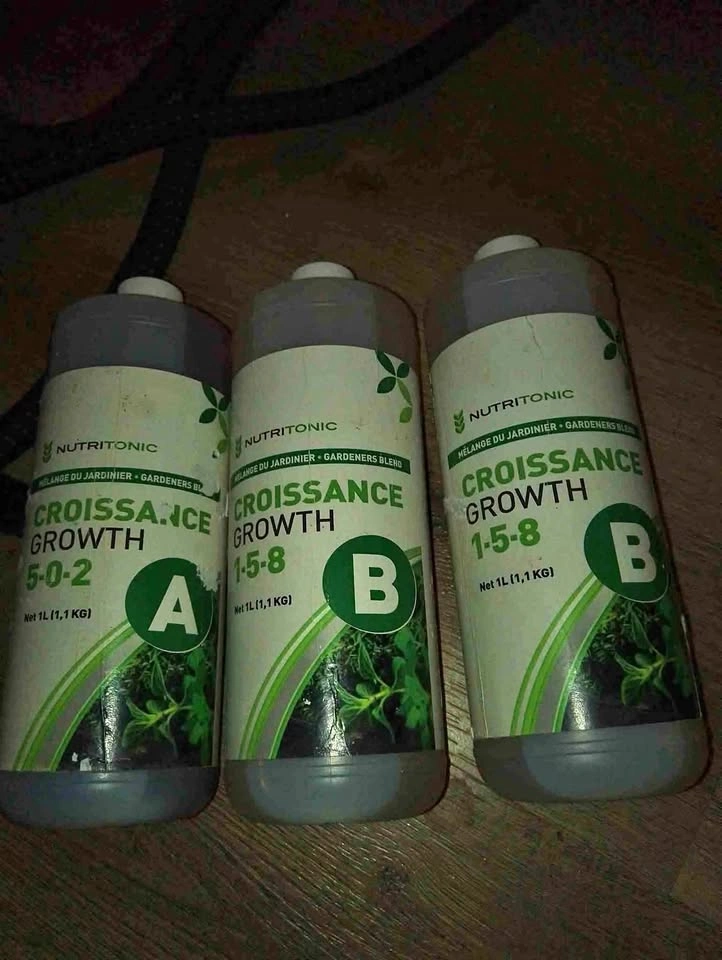 NUTRITONIC
MÉLANGE DU JARDINIER • GARDENERS
CROISSANCE
GROWTH
5-0-2
A
Net 1L (1,1 KG)
NUTRITONIC
MÉLANGE DU JARDINIER • GARDENERS BLEND
CROISSANCE
GROWTH
1-5-8
B
Net 1L (1,1 KG)
NUTRITONIC
MÉLANGE DU JARDINIER • GARDENERS BLEND
CROISSANCE
GROWTH
1-5-8
B
Net 1L (1,1 KG)